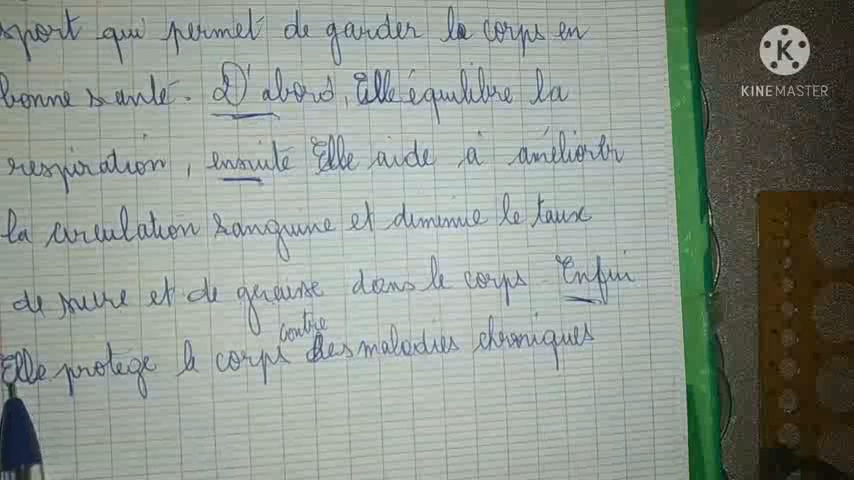 sport qui permet de garder le corps en
bonne santé. D'abord, Elle équilibre la
respiration, ensuite Elle aide à améliorer
la circulation sanguine et diminue le taux
de sucre et de graisse dans le corps. Enfin
Elle protège le corps contre les maladies chroniques
KINEMASTER